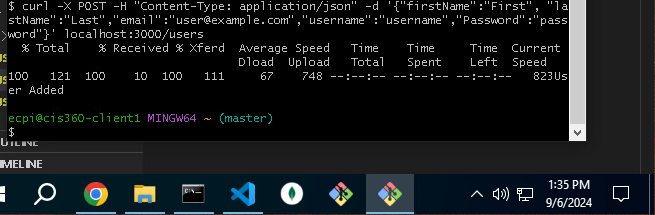 $ curl -X POST -H "Content-Type: application/json" -d '{"firstName":"First", "la
stName":"Last","email":"user@example.com","username":"username","Password":"pass
word"}' localhost:3000/users
  % Total    % Received % Xferd  Average Speed   Time    Time     Time  Current
                                 Dload  Upload   Total   Spent    Left  Speed
100   121  100    10  100   111     67    748 --:--:-- --:--:-- --:--:--   823Us
er Added
ecpi@cis360-client1 MINGW64 ~ (master)
$
UTLINE
IMELINE
1:35 PM
9/6/2024